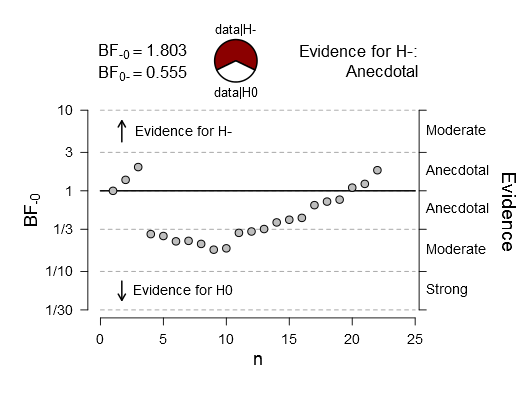 data|H-
BF-0 = 1.803
BF0- = 0.555
Evidence for H-:
Anecdotal
data|H0
10
3
1
1/3
1/10
1/30
BF-0
Evidence for H-
Evidence for H0
Moderate
Anecdotal
Anecdotal
Moderate
Strong
Evidence
0 5 10 15 20 25
n